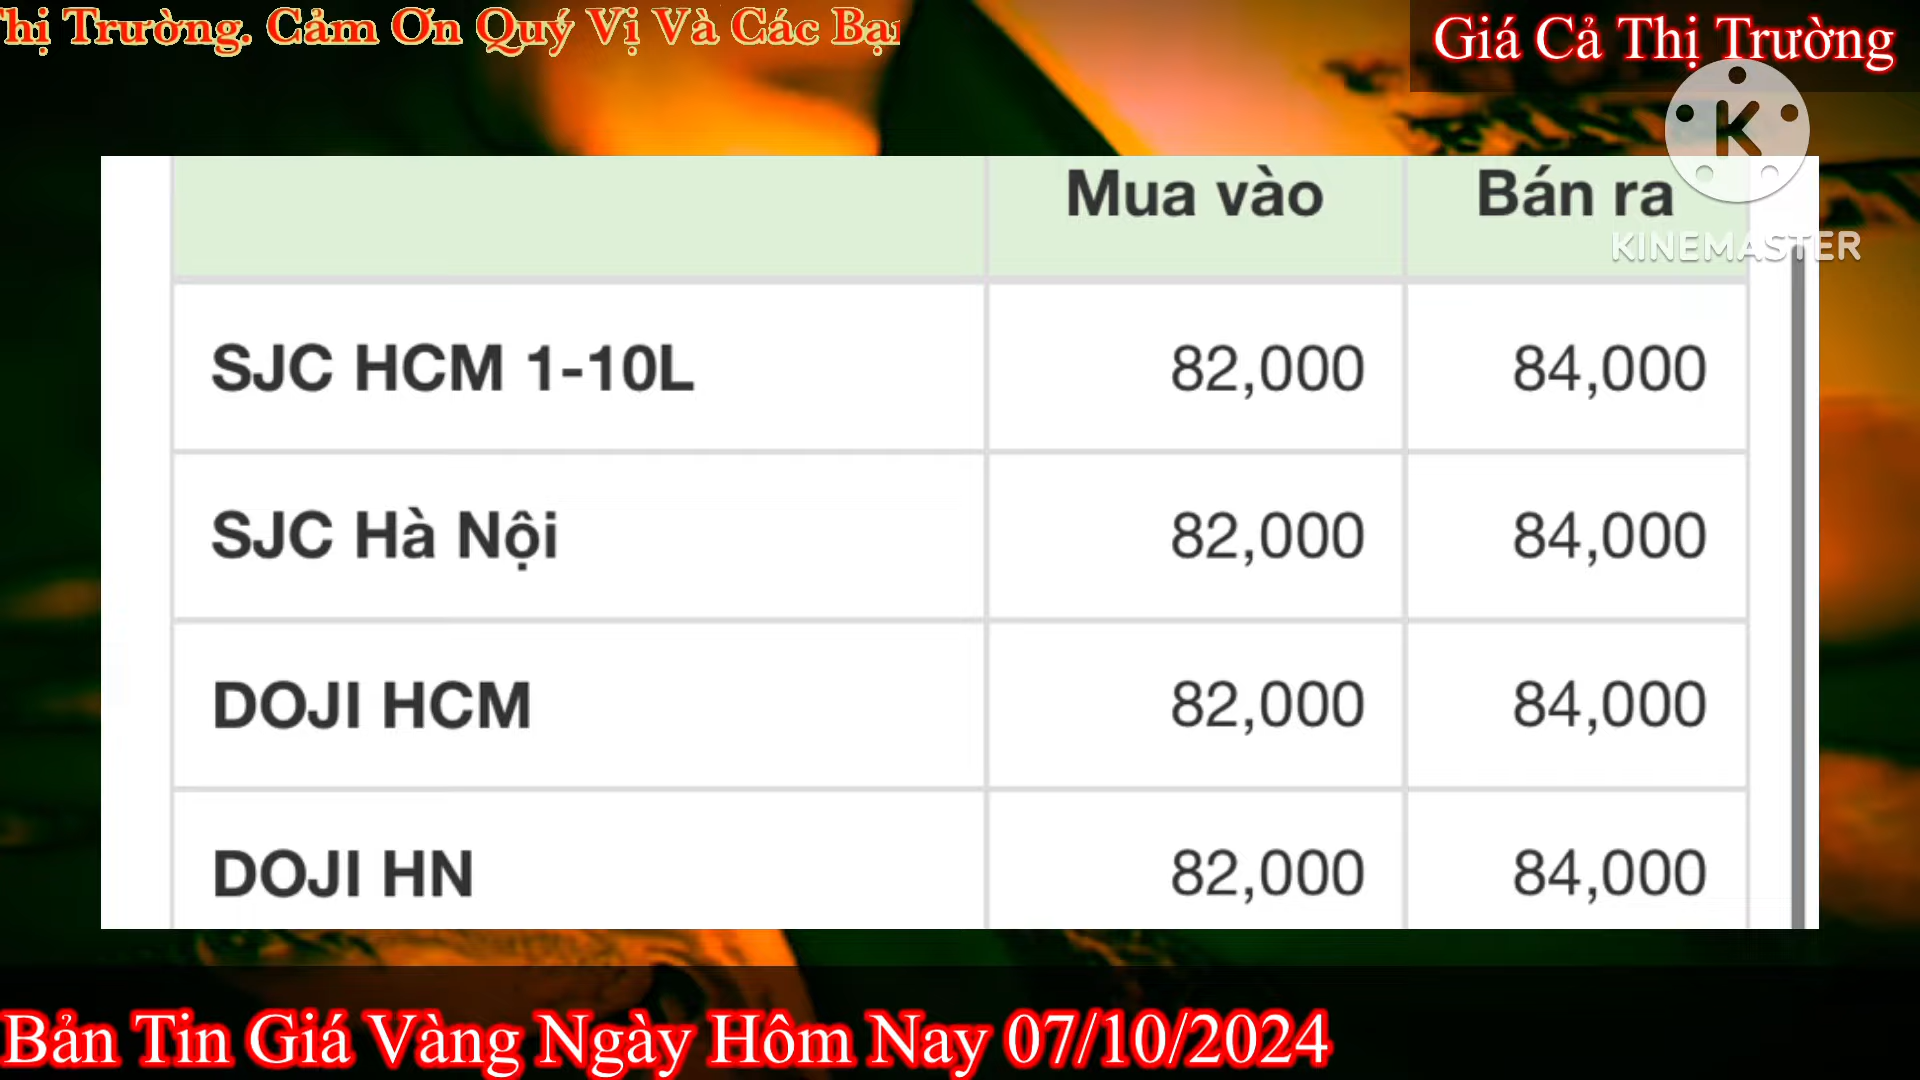 hị Trường. Cảm Ơn Quý Vị Và Các Bạn
Giá Cả Thị Trường
K
KINEMASTER
Mua vào Bán ra
SJC HCM 1-10L 82,000 84,000
SJC Hà Nội 82,000 84,000
DOJI HCM 82,000 84,000
DOJI HN 82,000 84,000
Bản Tin Giá Vàng Ngày Hôm Nay 07/10/2024